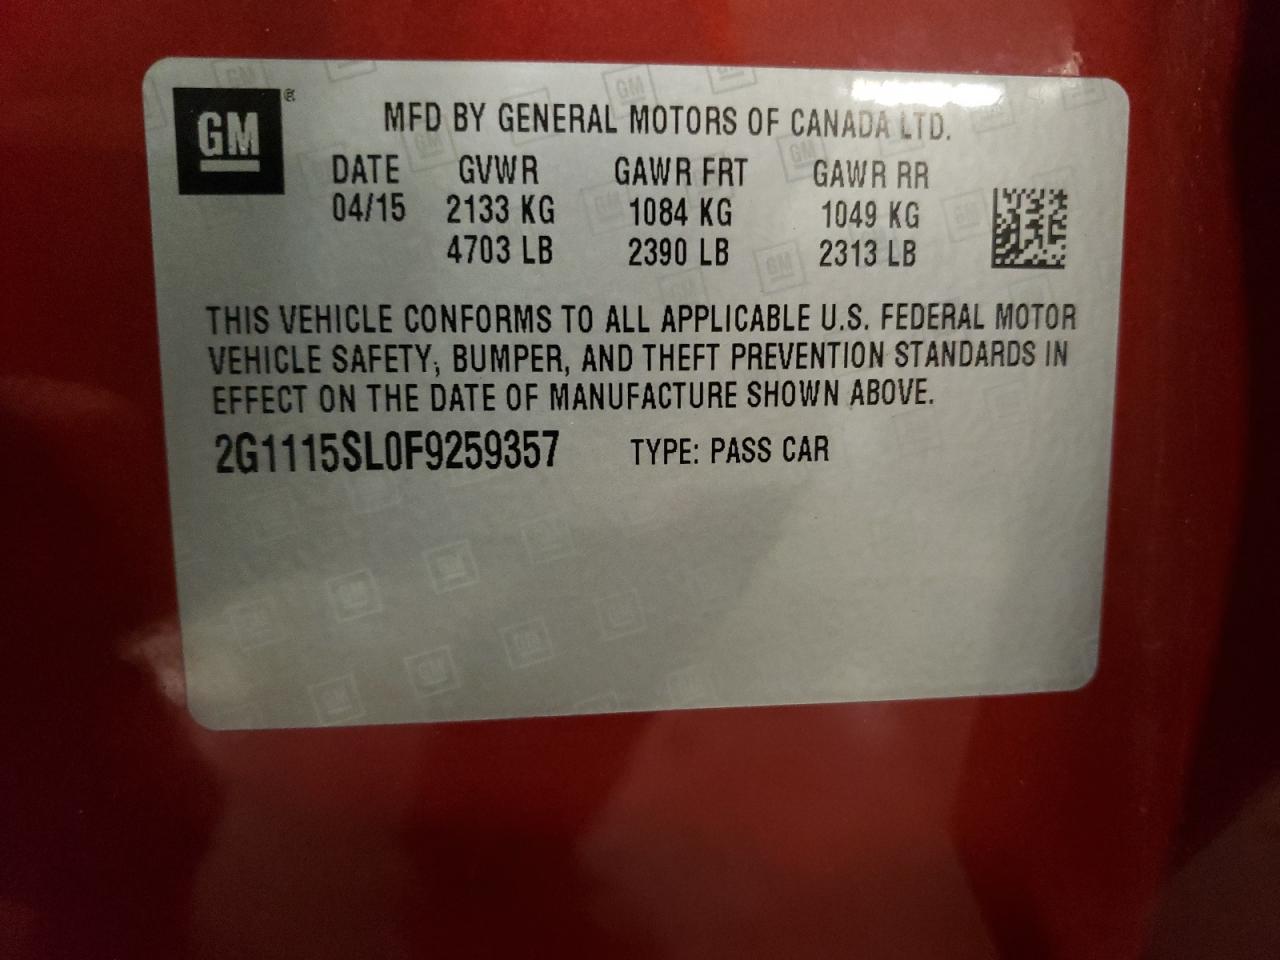 GM®
MFD BY GENERAL MOTORS OF CANADA LTD.
DATE GVWR GAWR FRT GAWR RR
04/15 2133 KG 1084 KG 1049 KG
4703 LB 2390 LB 2313 LB
THIS VEHICLE CONFORMS TO ALL APPLICABLE U.S. FEDERAL MOTOR
VEHICLE SAFETY, BUMPER, AND THEFT PREVENTION STANDARDS IN
EFFECT ON THE DATE OF MANUFACTURE SHOWN ABOVE.
2G1115SL0F9259357 TYPE: PASS CAR